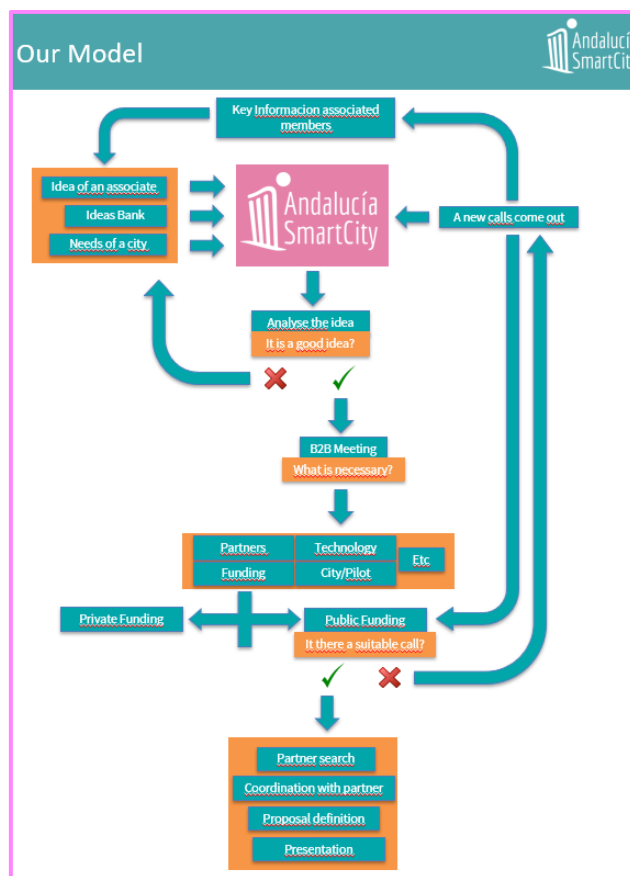 Our Model
Andalucía
SmartCity
Key Informacion associated
members
Idea of an associate
Ideas Bank
Needs of a city
Andalucía
SmartCity
A new calls come out
Analyse the idea
It is a good idea?
B2B Meeting
What is necessary?
Partners
Technology
Etc
Funding
City/Pilot
Private Funding
Public Funding
It there a suitable call?
Partner search
Coordination with partner
Proposal definition
Presentation